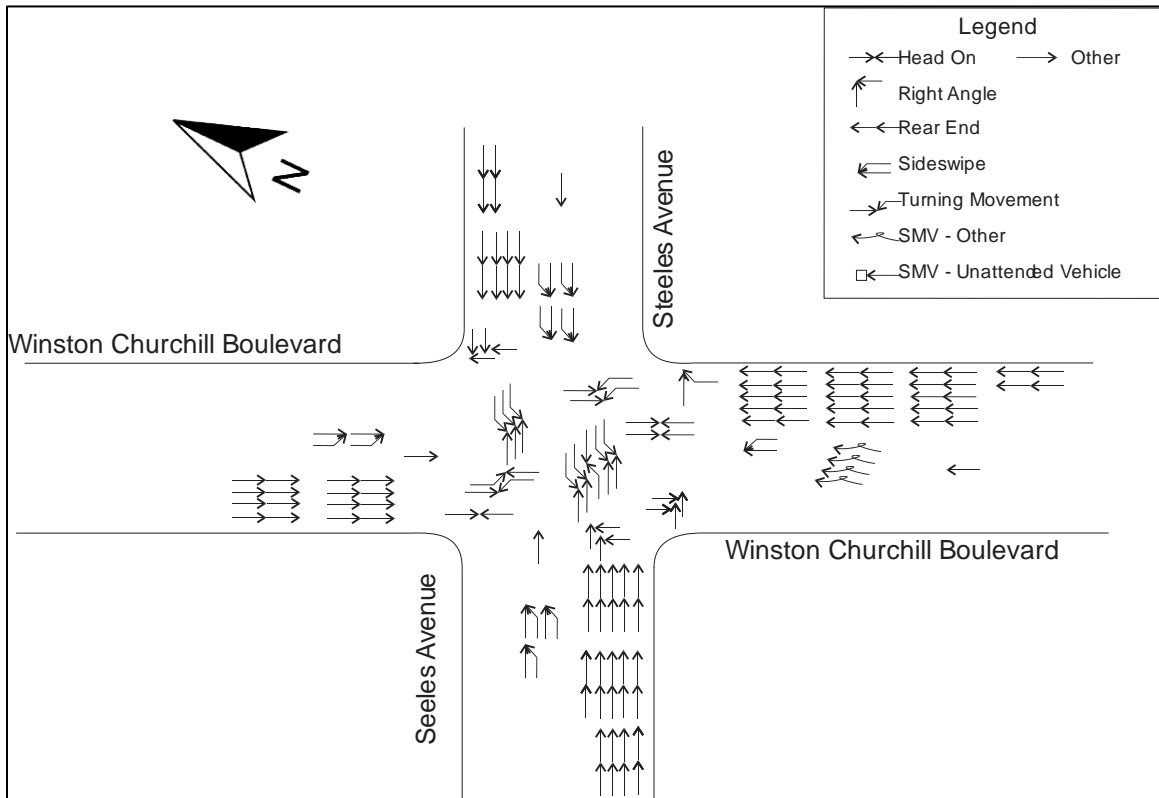 Legend
Head On
Other
Right Angle
Rear End
Sideswipe
Turning Movement
SMV - Other
SMV - Unattended Vehicle
N
Steeles Avenue
Winston Churchill Boulevard
Winston Churchill Boulevard
Seeles Avenue